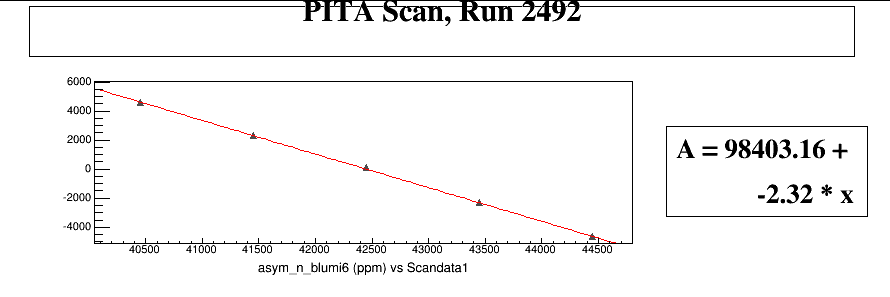 PITA Scan, Run 2492
6000
4000
2000
0
-2000
-4000
40500 41000 41500 42000 42500 43000 43500 44000 44500
asym_n_blumi6 (ppm) vs Scandata1
A = 98403.16 +
-2.32 * x